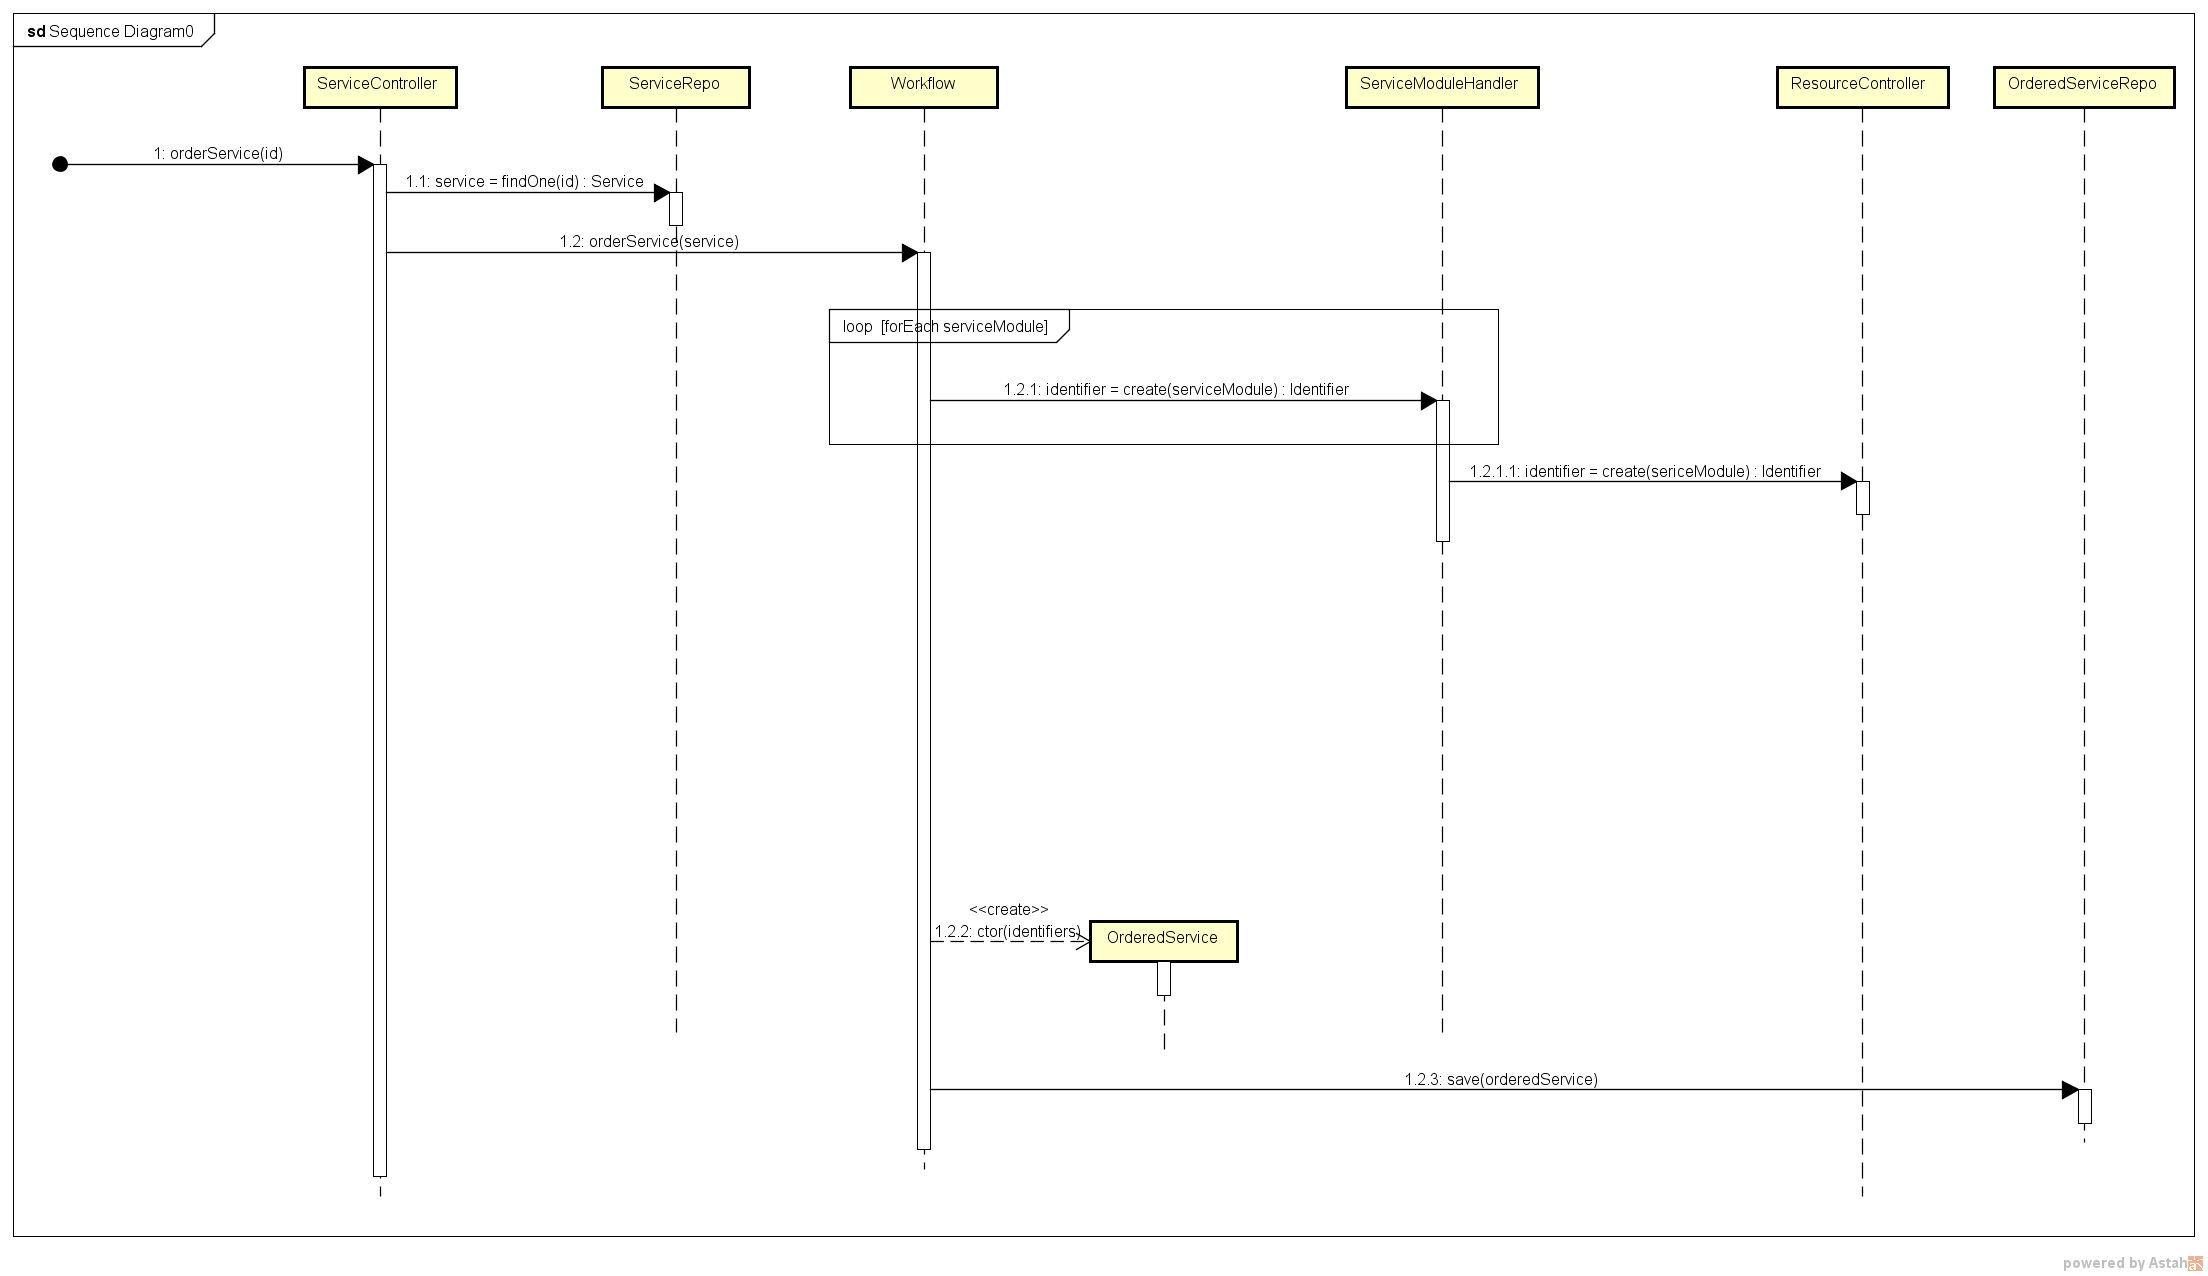 sd Sequence Diagram0
ServiceController
ServiceRepo
Workflow
ServiceModuleHandler
ResourceController
OrderedServiceRepo
1: orderService(id)
1.1: service = findOne(id) : Service
1.2: orderService(service)
loop [forEach serviceModule]
1.2.1: identifier = create(serviceModule) : Identifier
1.2.1.1: identifier = create(sericeModule) : Identifier
<<create>>
1.2.2: ctor(identifiers)
OrderedService
1.2.3: save(orderedService)
powered by Astah